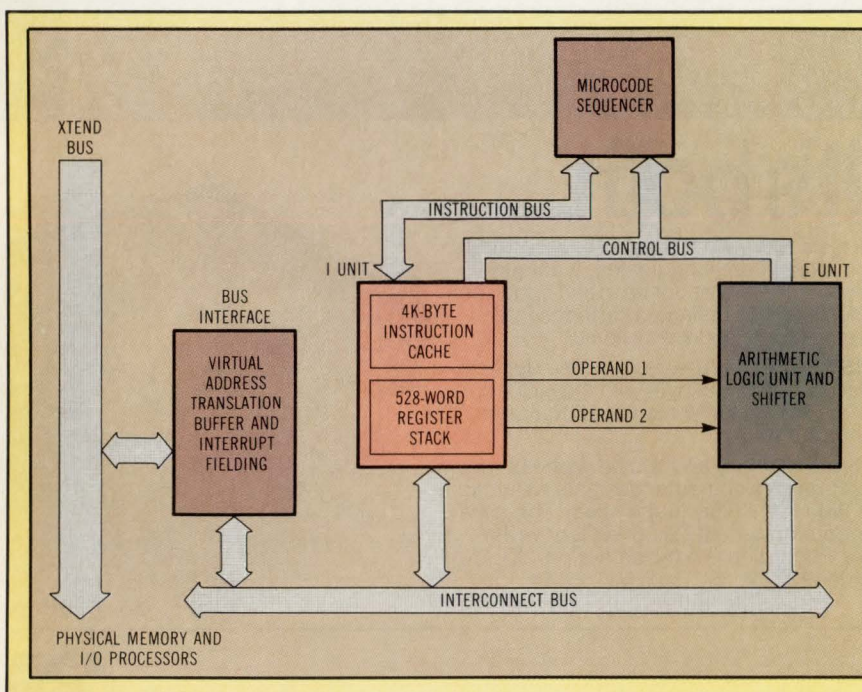 MICROCODE
SEQUENCER
XTEND
BUS
INSTRUCTION BUS
CONTROL BUS
I UNIT
E UNIT
BUS
INTERFACE
4K-BYTE
INSTRUCTION
CACHE
528-WORD
REGISTER
STACK
OPERAND 1
OPERAND 2
ARITHMETIC
LOGIC UNIT AND
SHIFTER
VIRTUAL
ADDRESS
TRANSLATION
BUFFER AND
INTERRUPT
FIELDING
INTERCONNECT BUS
PHYSICAL MEMORY AND
I/O PROCESSORS